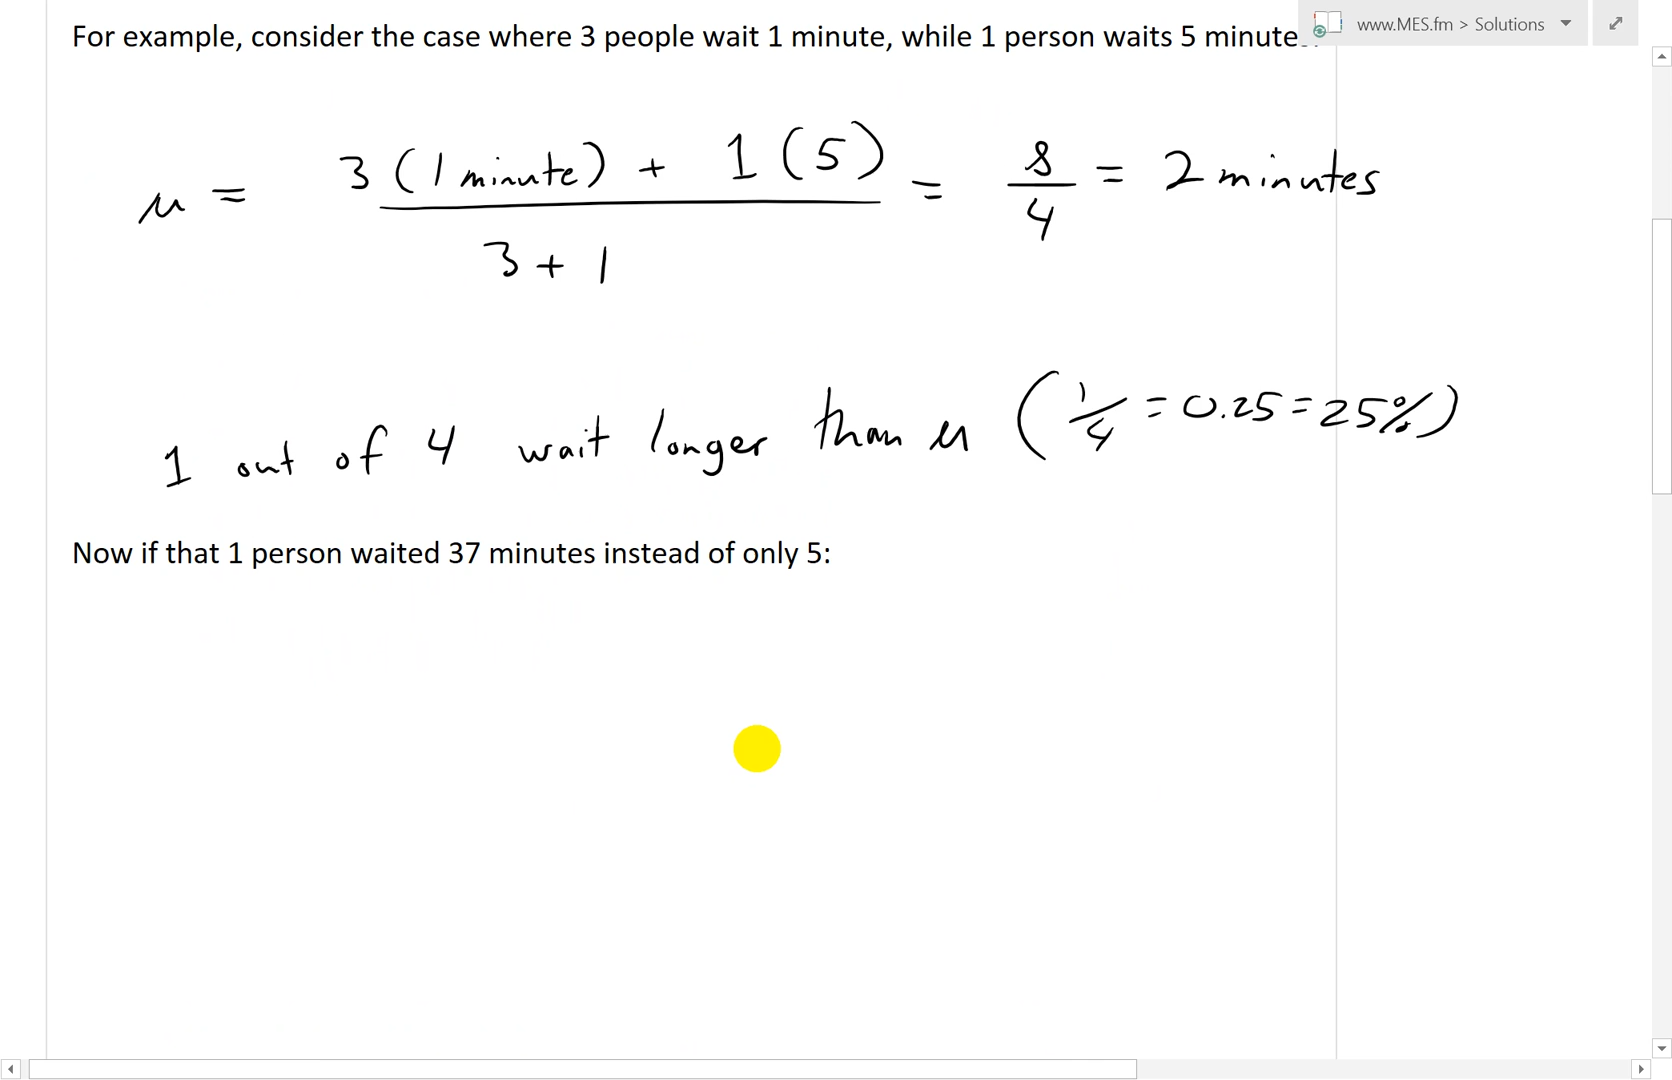 www.MES.fm > Solutions
For example, consider the case where 3 people wait 1 minute, while 1 person waits 5 minute
μ = 3 (1 minute) + 1 (5) / 3 + 1 = 8/4 = 2 minutes
1 out of 4 wait longer than μ (1/4 = 0.25 = 25%)
Now if that 1 person waited 37 minutes instead of only 5: